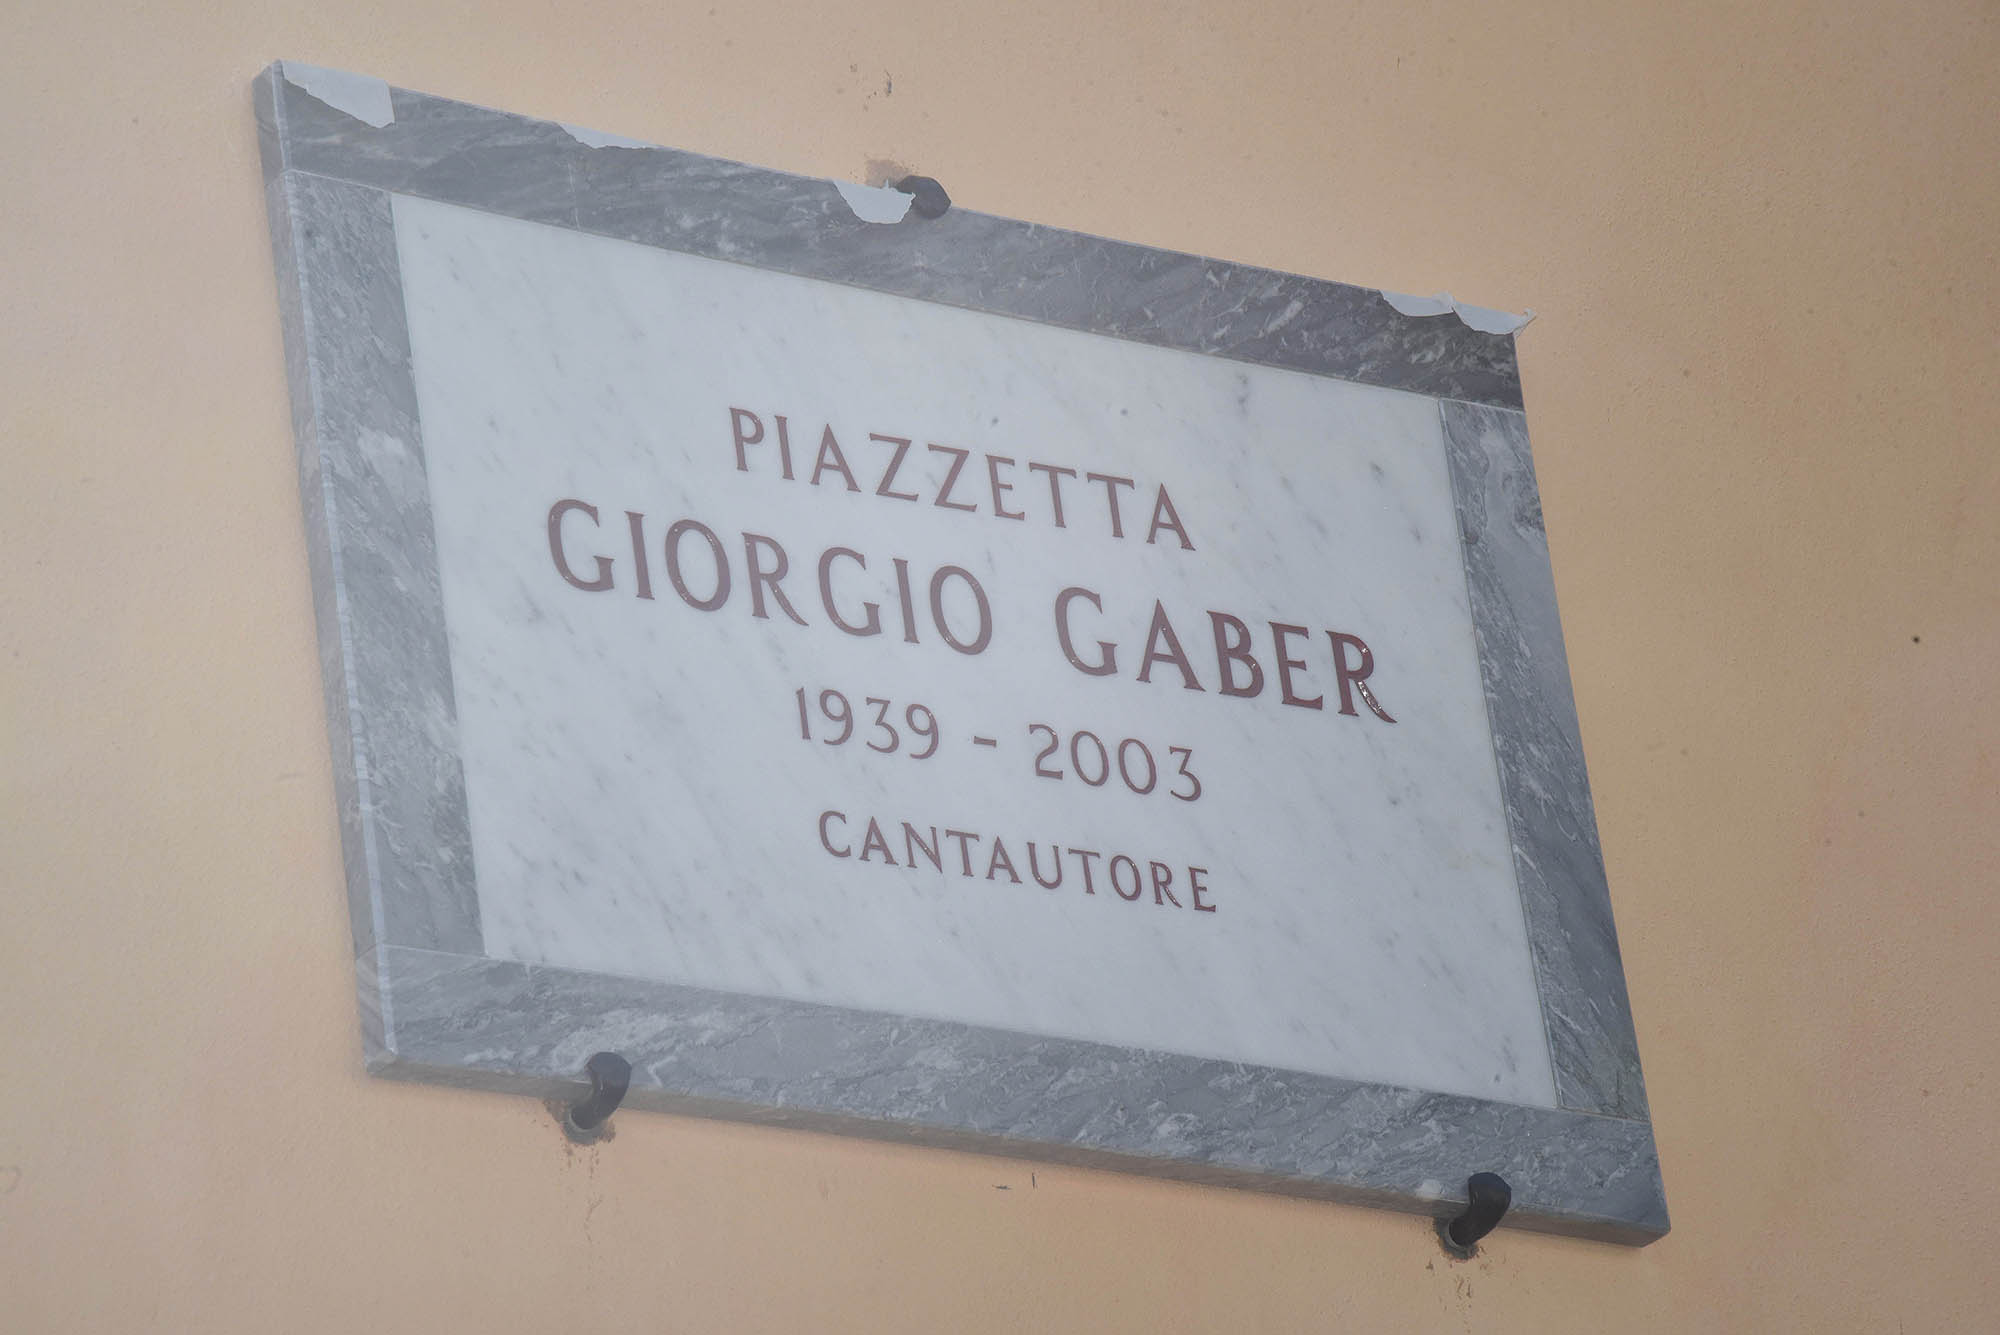 PIAZZETTA
GIORGIO GABER
1939 - 2003
CANTAUTORE